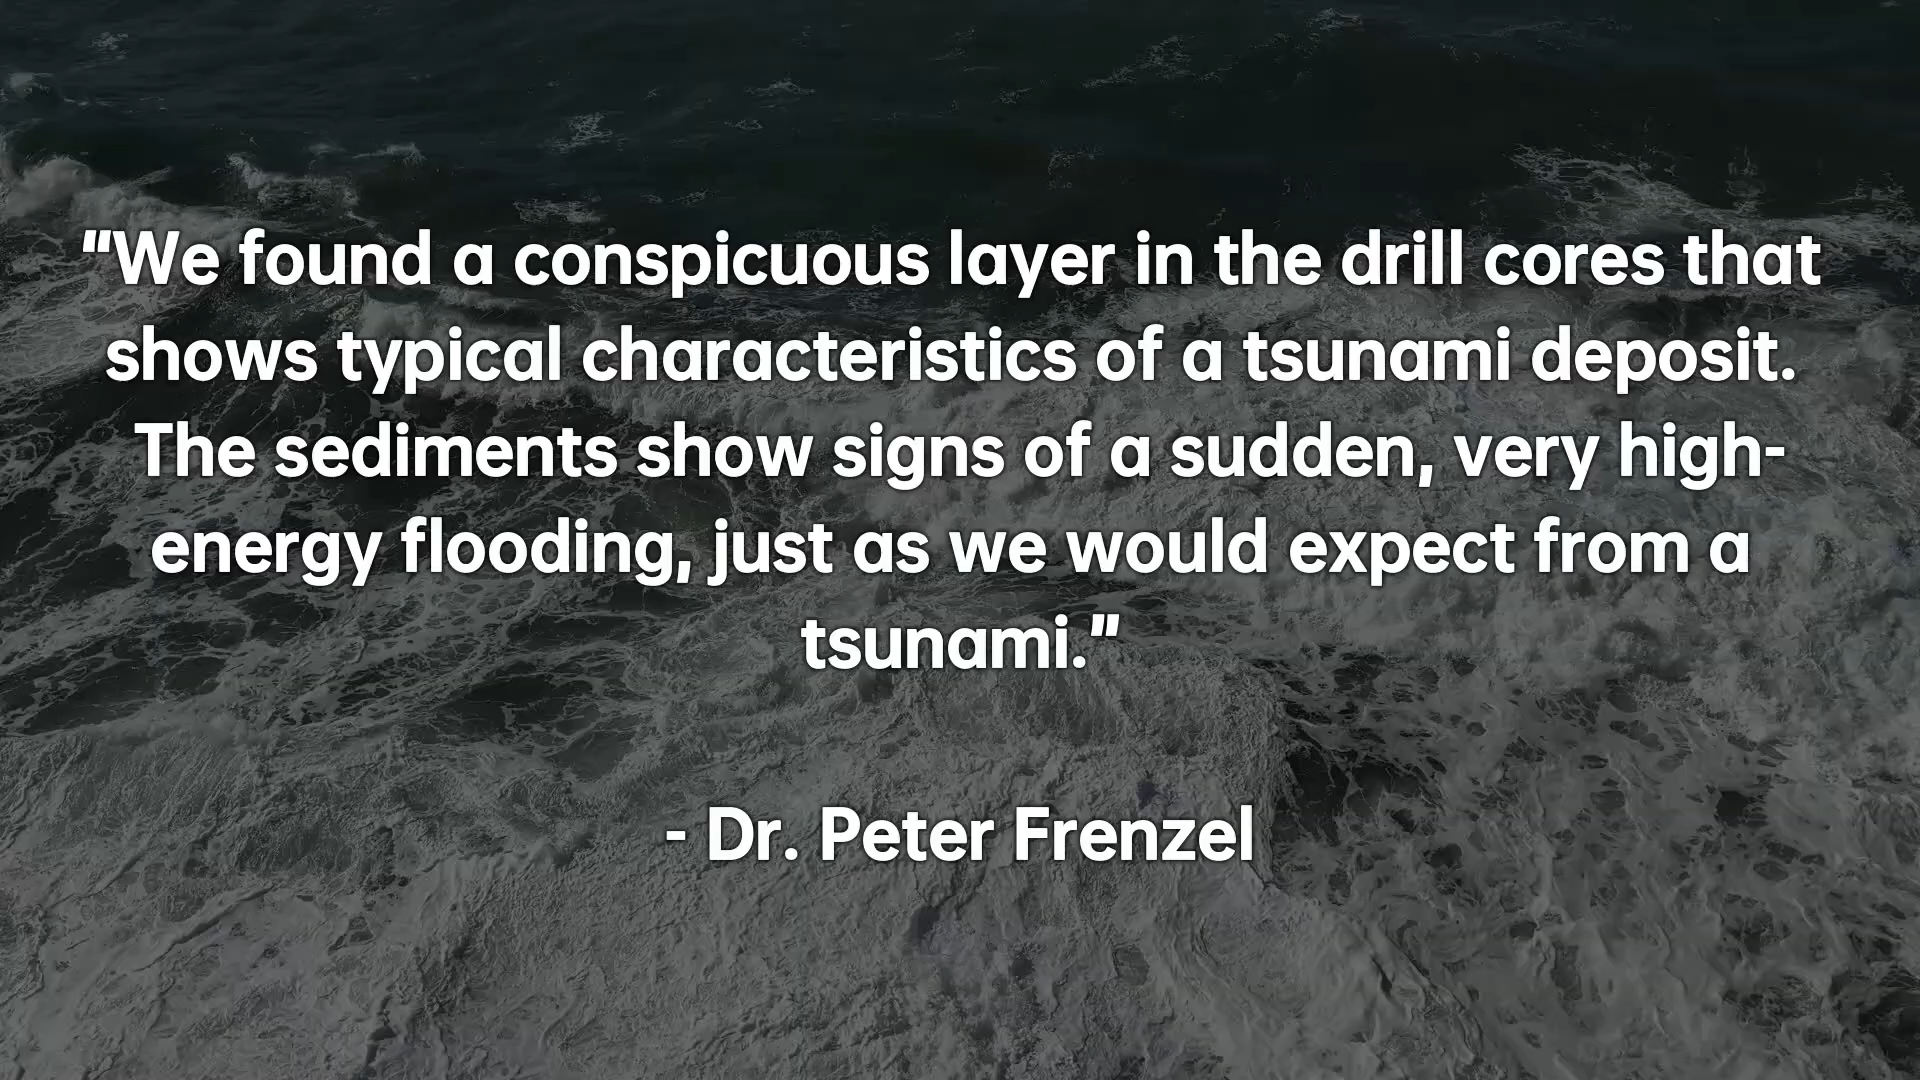 "We found a conspicuous layer in the drill cores that
shows typical characteristics of a tsunami deposit.
The sediments show signs of a sudden, very high-
energy flooding, just as we would expect from a
tsunami."
- Dr. Peter Frenzel